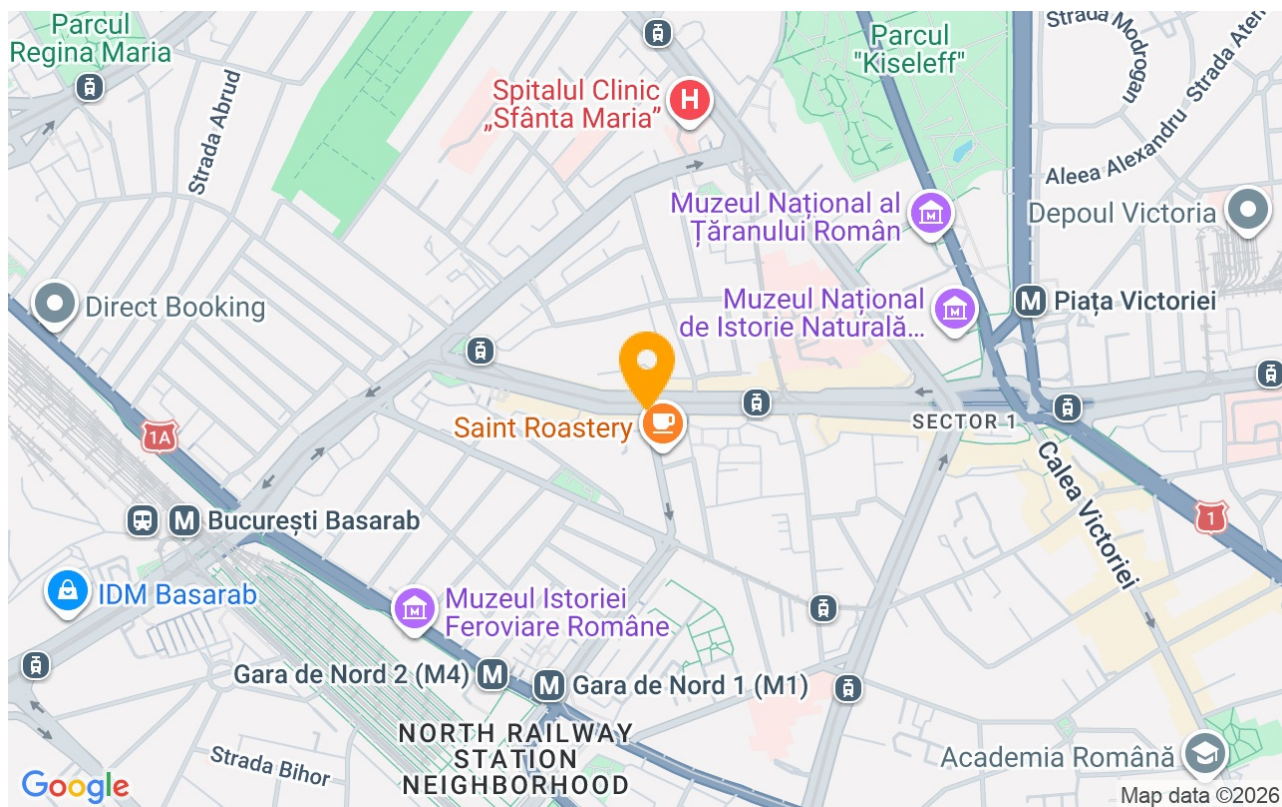 Parcul
Regina Maria
Strada Abrud
Spitalul Clinic
„Sfânta Maria”
H
Parcul
"Kiseleff"
Strada Modrogan
Strada Aten
Aleea Alexandru
Muzeul Național al
Țăranului Român
M
Depoul Victoria
Direct Booking
Muzeul Național
de Istorie Naturală...
M
M
Piața Victoriei
Saint Roastery
SECTOR 1
1A
Calea Victoriei
1
M
București Basarab
IDM Basarab
M
Muzeul Istoriei
Feroviare Române
Gara de Nord 2 (M4)
M
M
Gara de Nord 1 (M1)
NORTH RAILWAY
STATION
NEIGHBORHOOD
Strada Bihor
Academia Română
Google
Map data ©2026